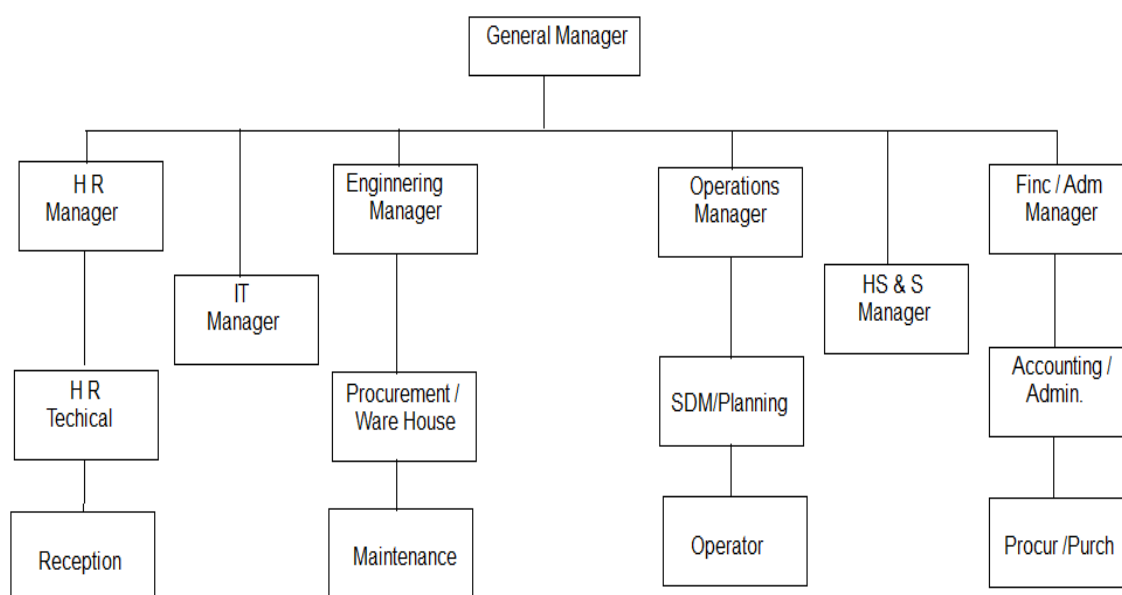 General Manager
H R
Manager
Enginnering
Manager
Operations
Manager
Finc / Adm
Manager
IT
Manager
HS & S
Manager
H R
Techical
Procurement /
Ware House
SDM/Planning
Accounting /
Admin.
Reception
Maintenance
Operator
Procur /Purch